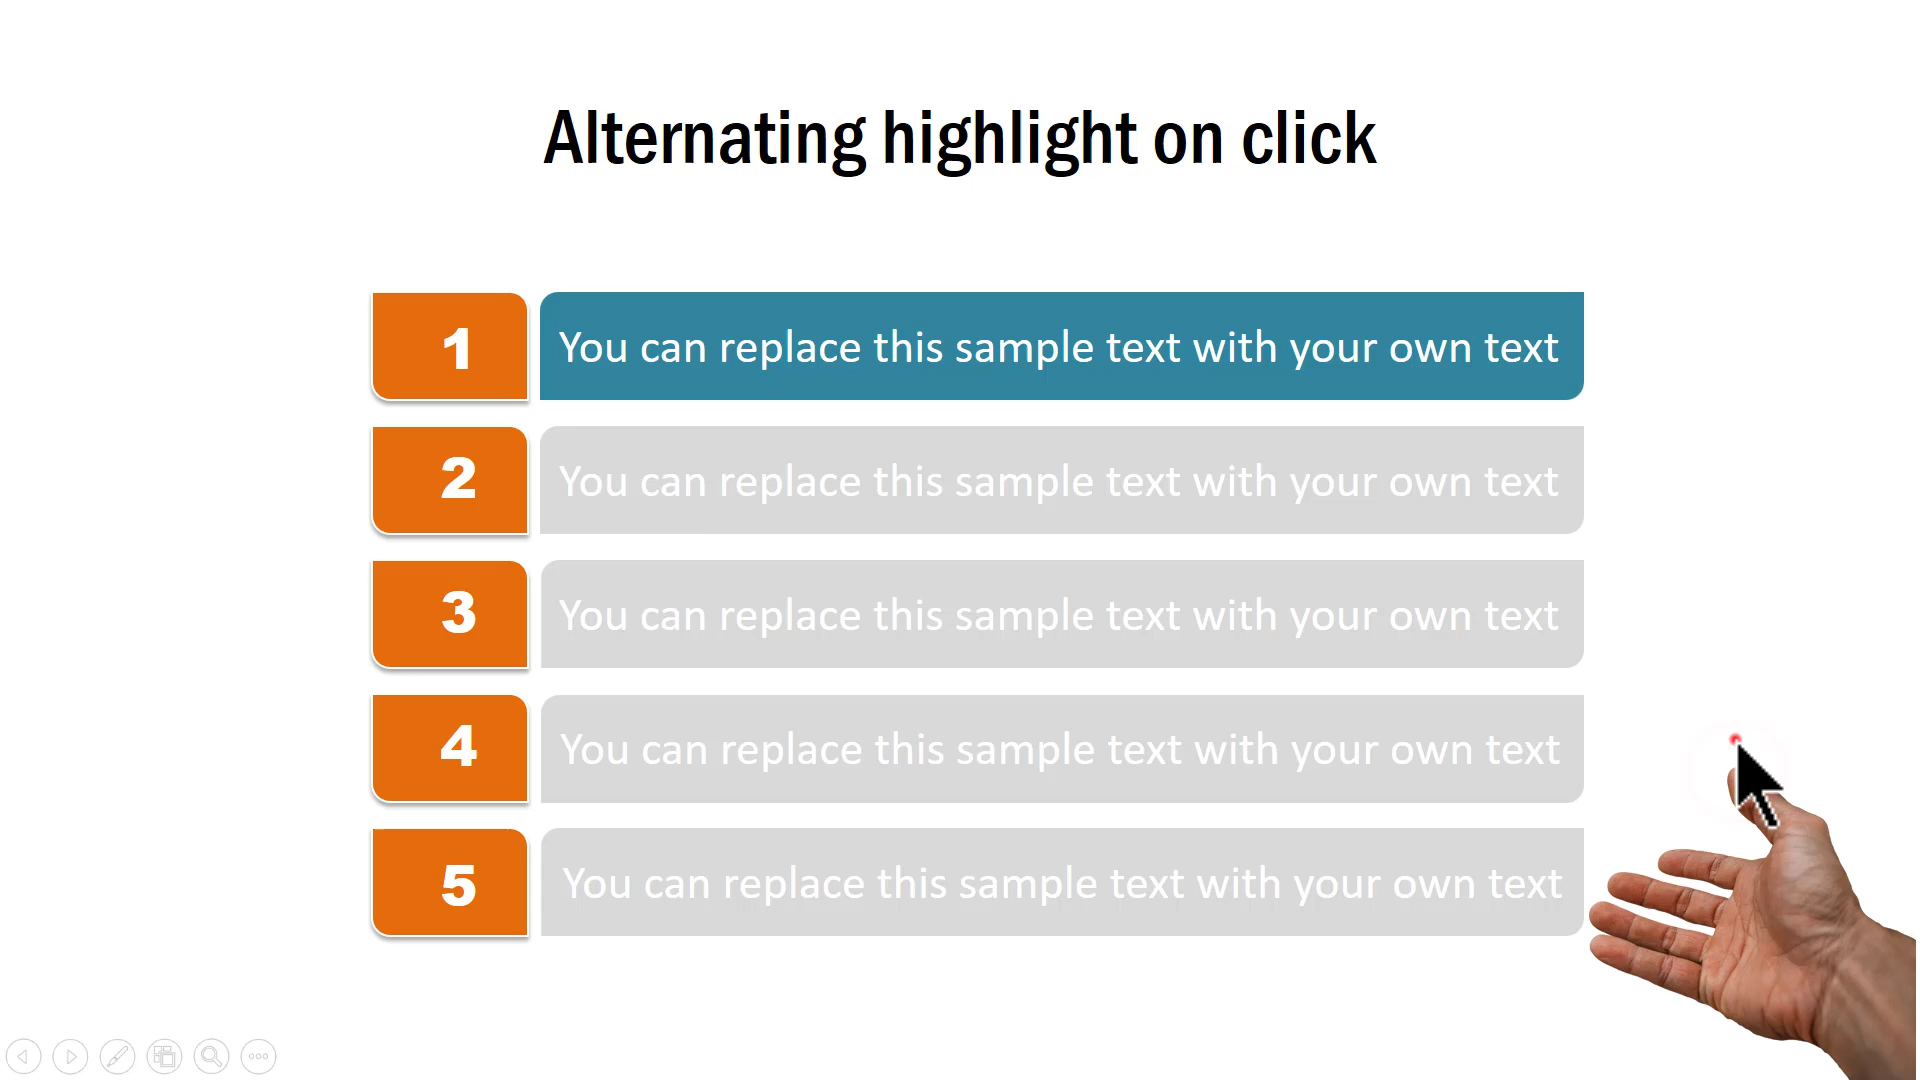 Alternating highlight on click
1 You can replace this sample text with your own text
2 You can replace this sample text with your own text
3 You can replace this sample text with your own text
4 You can replace this sample text with your own text
5 You can replace this sample text with your own text